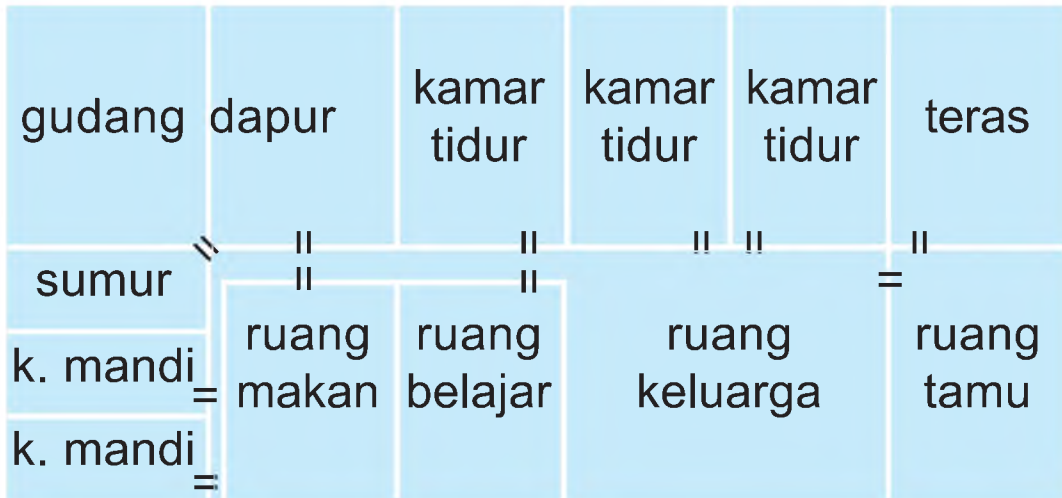 gudang
dapur
kamar
tidur
kamar
tidur
kamar
tidur
teras
sumur
k. mandi
k. mandi
ruang
makan
ruang
belajar
ruang
keluarga
ruang
tamu